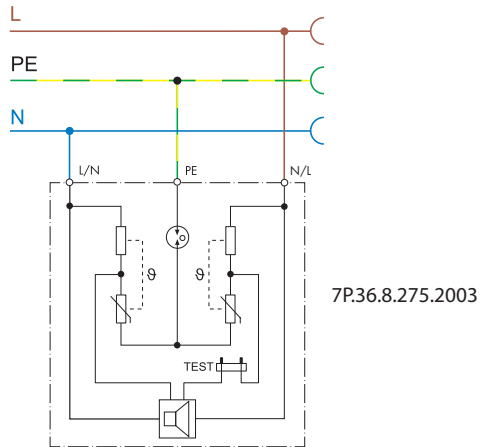 L
PE
N
L/N PE N/L
ϑ ϑ
7P.36.8.275.2003
TEST